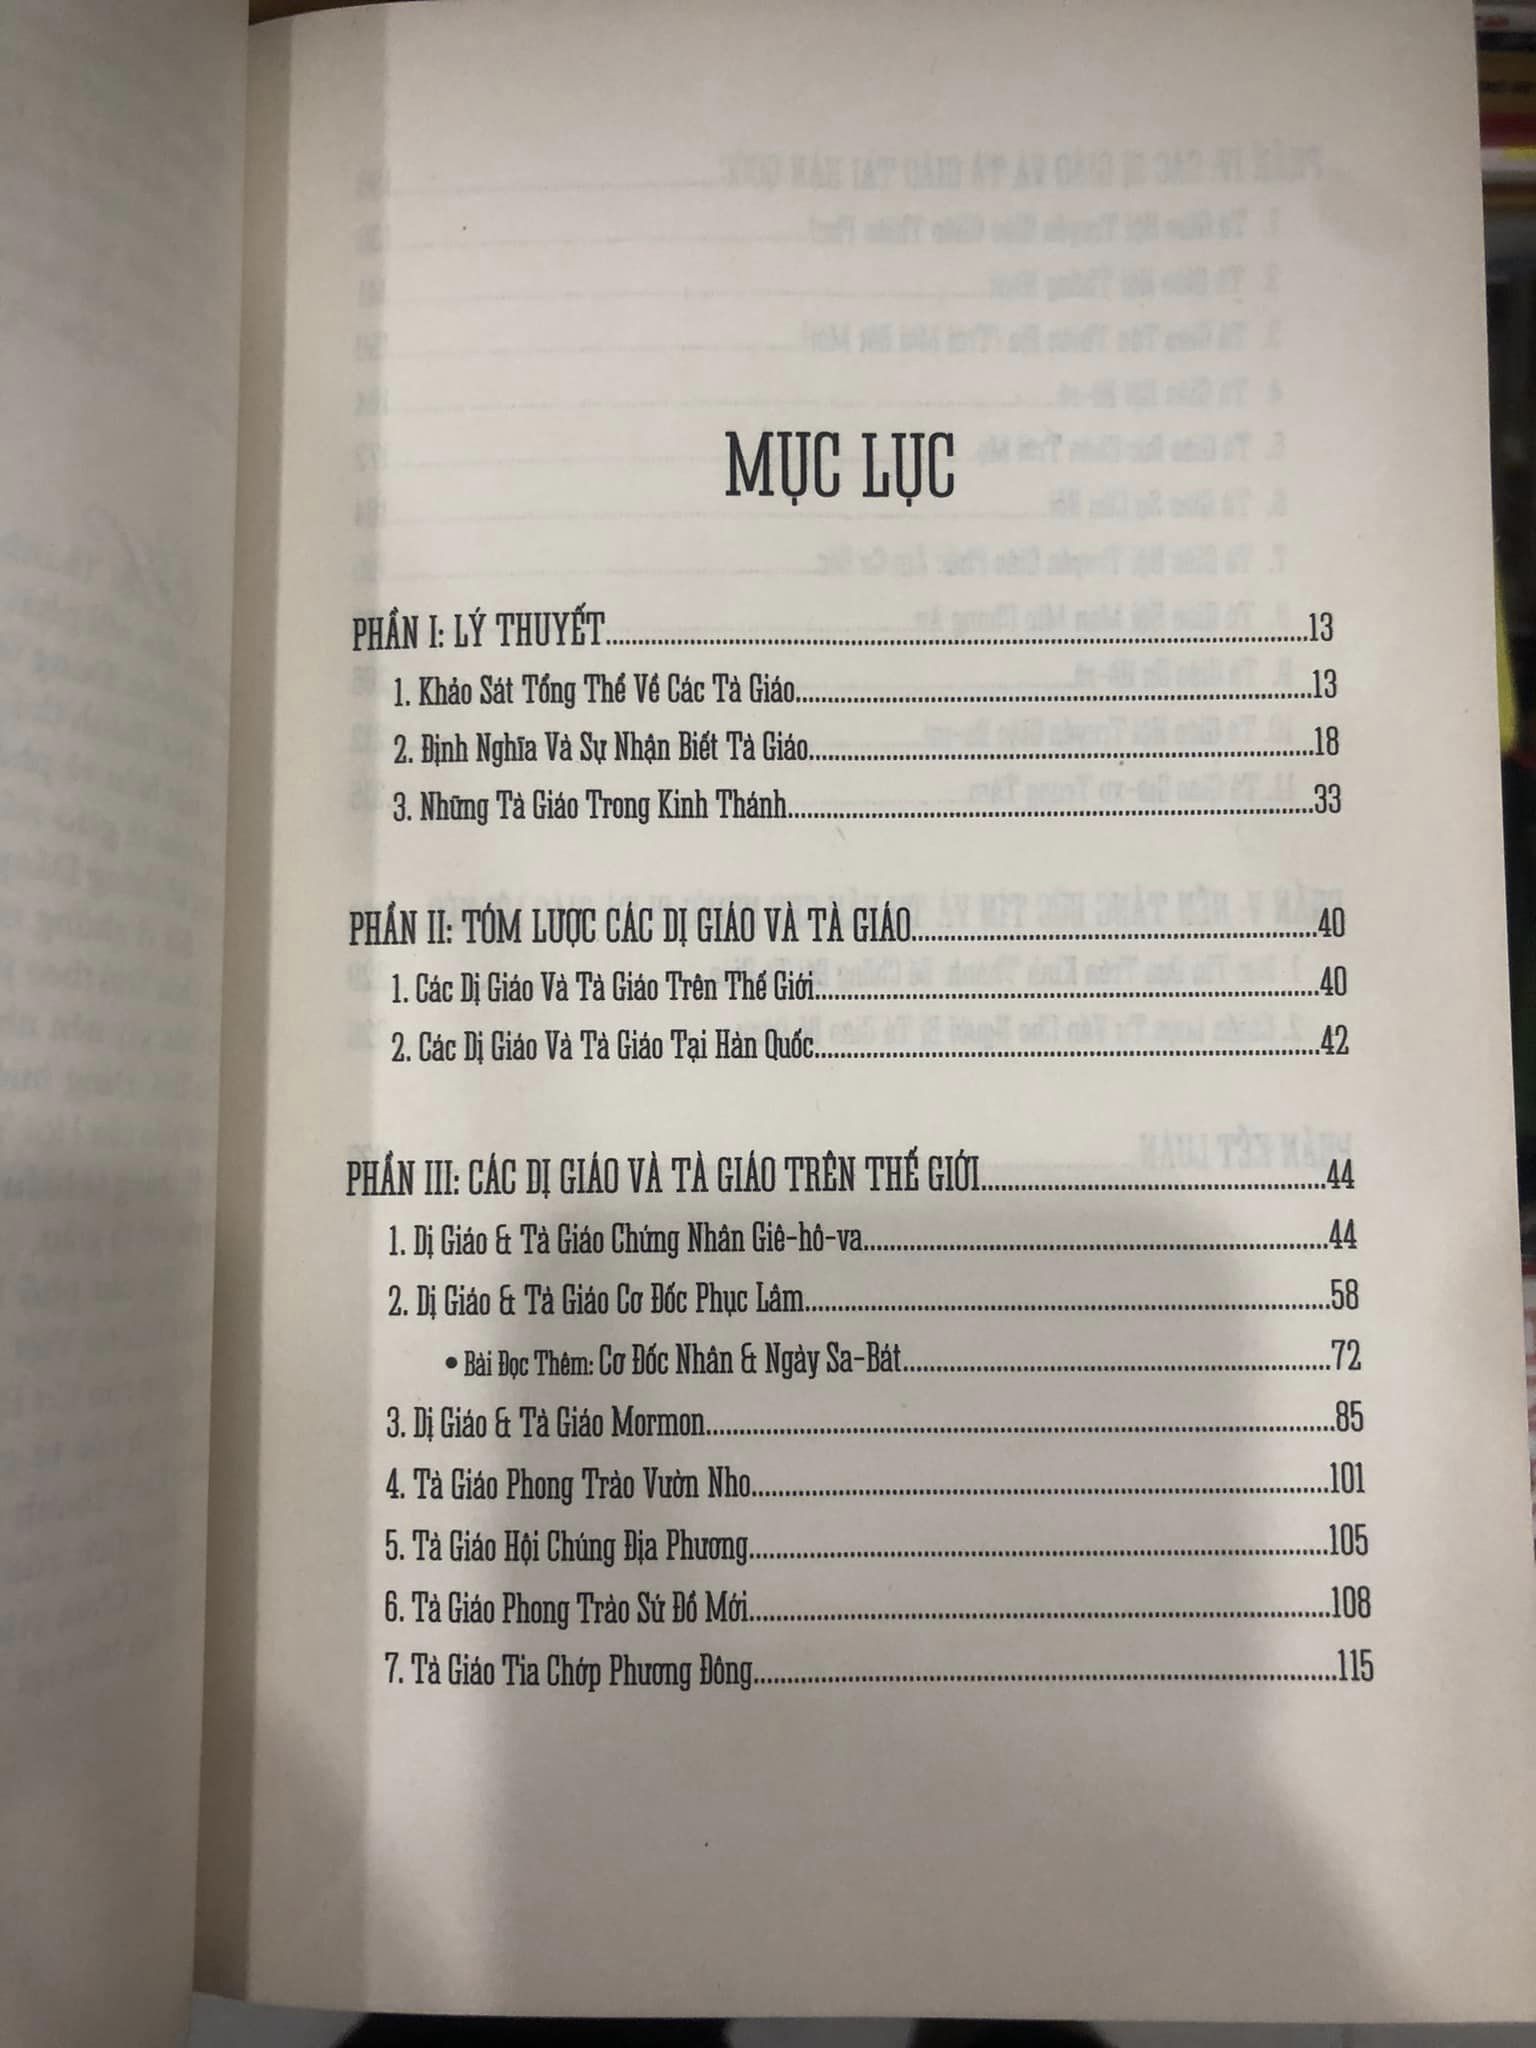 MỤC LỤC
PHẦN I: LÝ THUYẾT..........13
1. Khảo Sát Tổng Thể Về Các Tà Giáo..........13
2. Định Nghĩa Và Sự Nhận Biết Tà Giáo..........18
3. Những Tà Giáo Trong Kinh Thánh..........33
PHẦN II: TÓM LƯỢC CÁC DỊ GIÁO VÀ TÀ GIÁO..........40
1. Các Dị Giáo Và Tà Giáo Trên Thế Giới..........40
2. Các Dị Giáo Và Tà Giáo Tại Hàn Quốc..........42
PHẦN III: CÁC DỊ GIÁO VÀ TÀ GIÁO TRÊN THẾ GIỚI..........44
1. Dị Giáo & Tà Giáo Chứng Nhân Giê-hô-va..........44
2. Dị Giáo & Tà Giáo Cơ Đốc Phục Lâm..........58
• Bài Đọc Thêm: Cơ Đốc Nhân & Ngày Sa-Bát..........72
3. Dị Giáo & Tà Giáo Mormon..........85
4. Tà Giáo Phong Trào Vườn Nho..........101
5. Tà Giáo Hội Chúng Địa Phương..........105
6. Tà Giáo Phong Trào Sứ Đồ Mới..........108
7. Tà Giáo Tia Chớp Phương Đông..........115